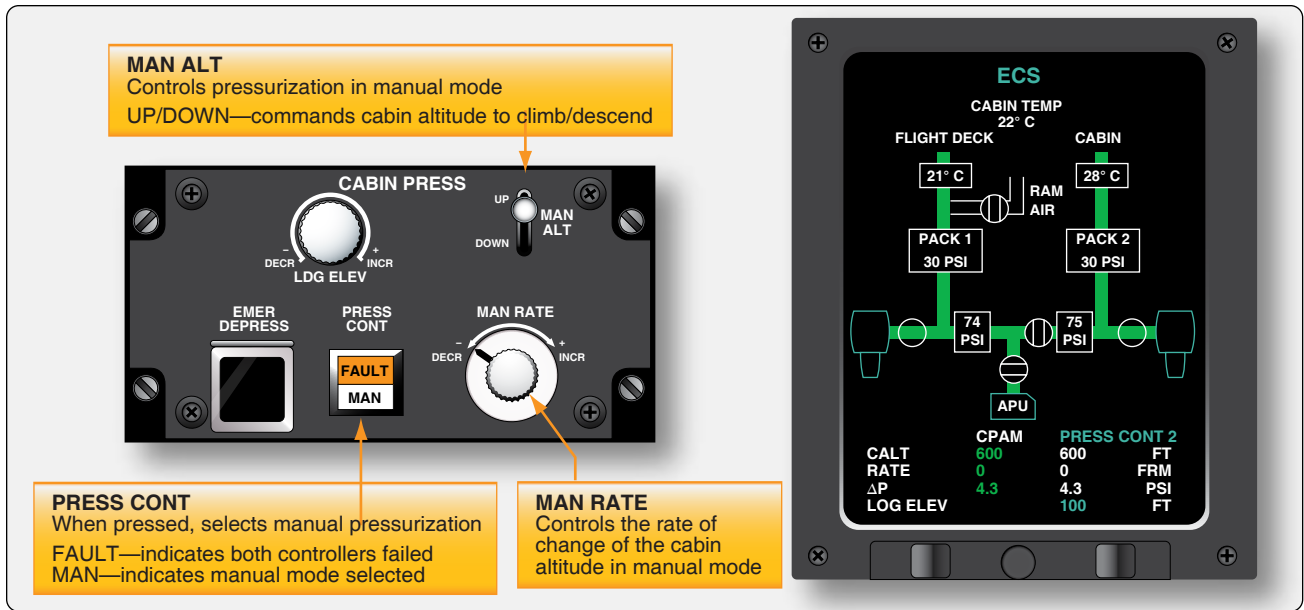 MAN ALT
Controls pressurization in manual mode
UP/DOWN—commands cabin altitude to climb/descend
CABIN PRESS
UP
MAN
ALT
DOWN
– +
DECR INCR
LDG ELEV
EMER
DEPRESS
PRESS
CONT
FAULT
MAN
MAN RATE
– +
DECR INCR
PRESS CONT
When pressed, selects manual pressurization
FAULT—indicates both controllers failed
MAN—indicates manual mode selected
MAN RATE
Controls the rate of
change of the cabin
altitude in manual mode
ECS
CABIN TEMP
22° C
FLIGHT DECK CABIN
21° C 28° C
RAM
AIR
PACK 1
30 PSI
PACK 2
30 PSI
74
PSI
75
PSI
APU
CPAM PRESS CONT 2
CALT 600 600 FT
RATE 0 0 FRM
∆P 4.3 4.3 PSI
LOG ELEV 100 FT